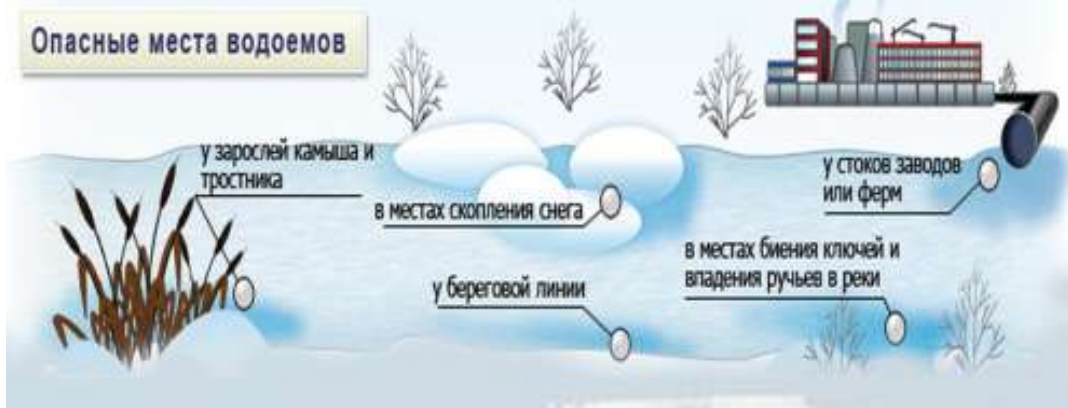 Опасные места водоемов
у зарослей камыша и
тростника
в местах скопления снега
у стоков заводов
или ферм
у береговой линии
в местах биения ключей и
впадения ручьев в реки